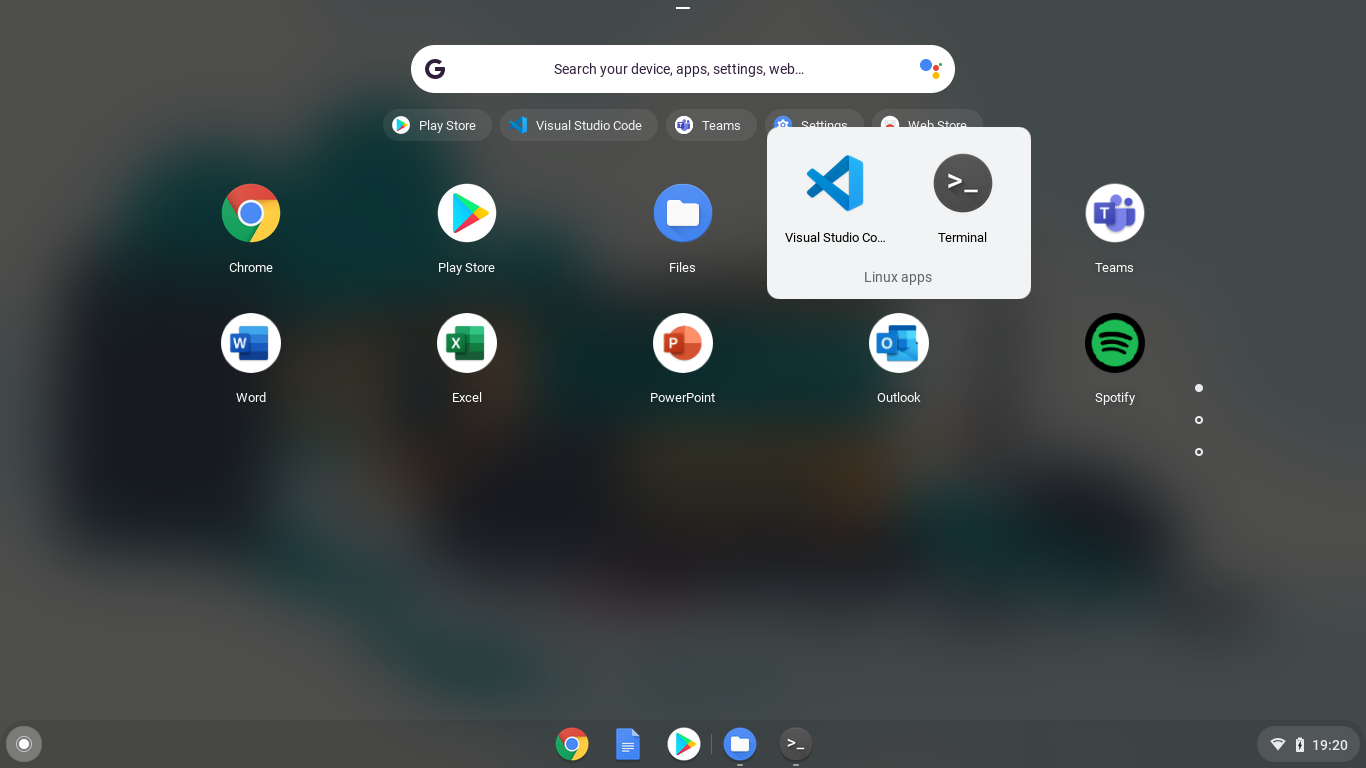 Search your device, apps, settings, web…
Play Store
Visual Studio Code
Teams
Settings
Web Store
Visual Studio Co…
Terminal
Linux apps
Chrome
Play Store
Files
Teams
Word
Excel
PowerPoint
Outlook
Spotify
19:20